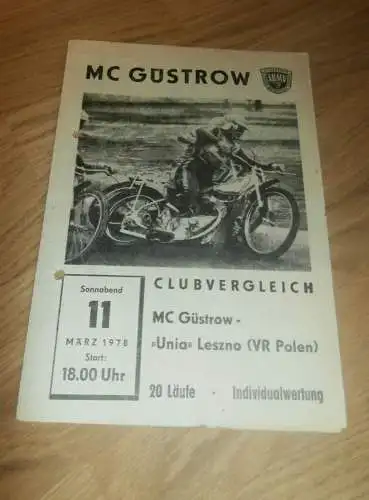 MC GÜSTROW
ADMV
Sonnabend
11
MÄRZ 1978
Start:
18.00 Uhr
CLUBVERGLEICH
MC Güstrow -
»Unia« Leszno (VR Polen)
20 Läufe · Individualwertung